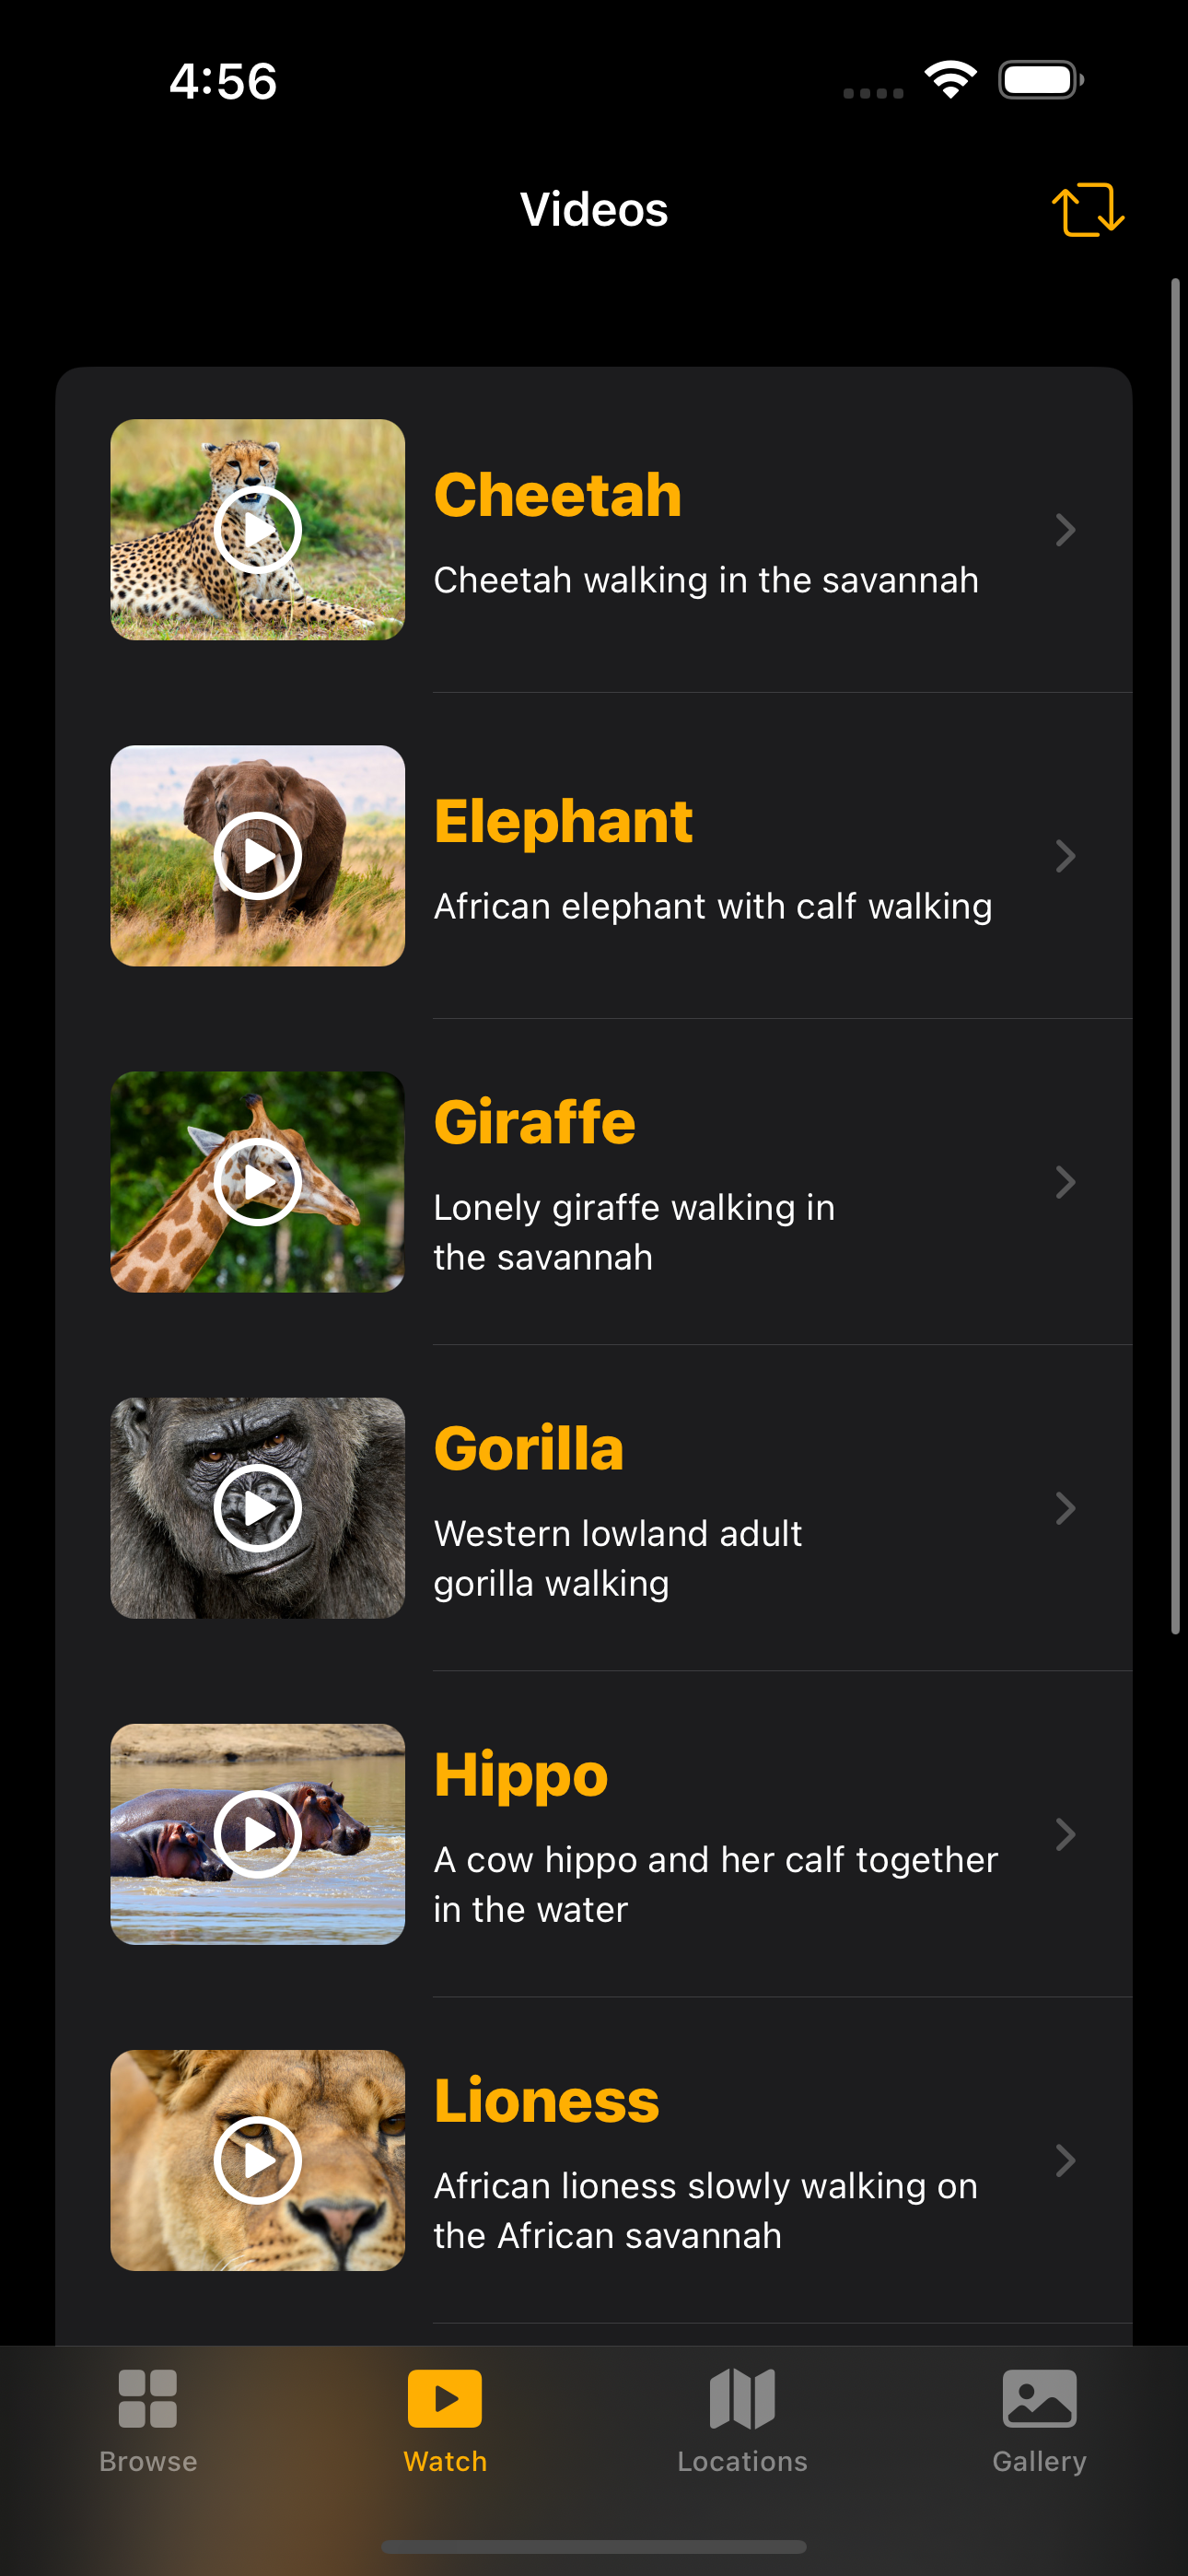 4:56
Videos
Cheetah
Cheetah walking in the savannah
Elephant
African elephant with calf walking
Giraffe
Lonely giraffe walking in
the savannah
Gorilla
Western lowland adult
gorilla walking
Hippo
A cow hippo and her calf together
in the water
Lioness
African lioness slowly walking on
the African savannah
Browse
Watch
Locations
Gallery